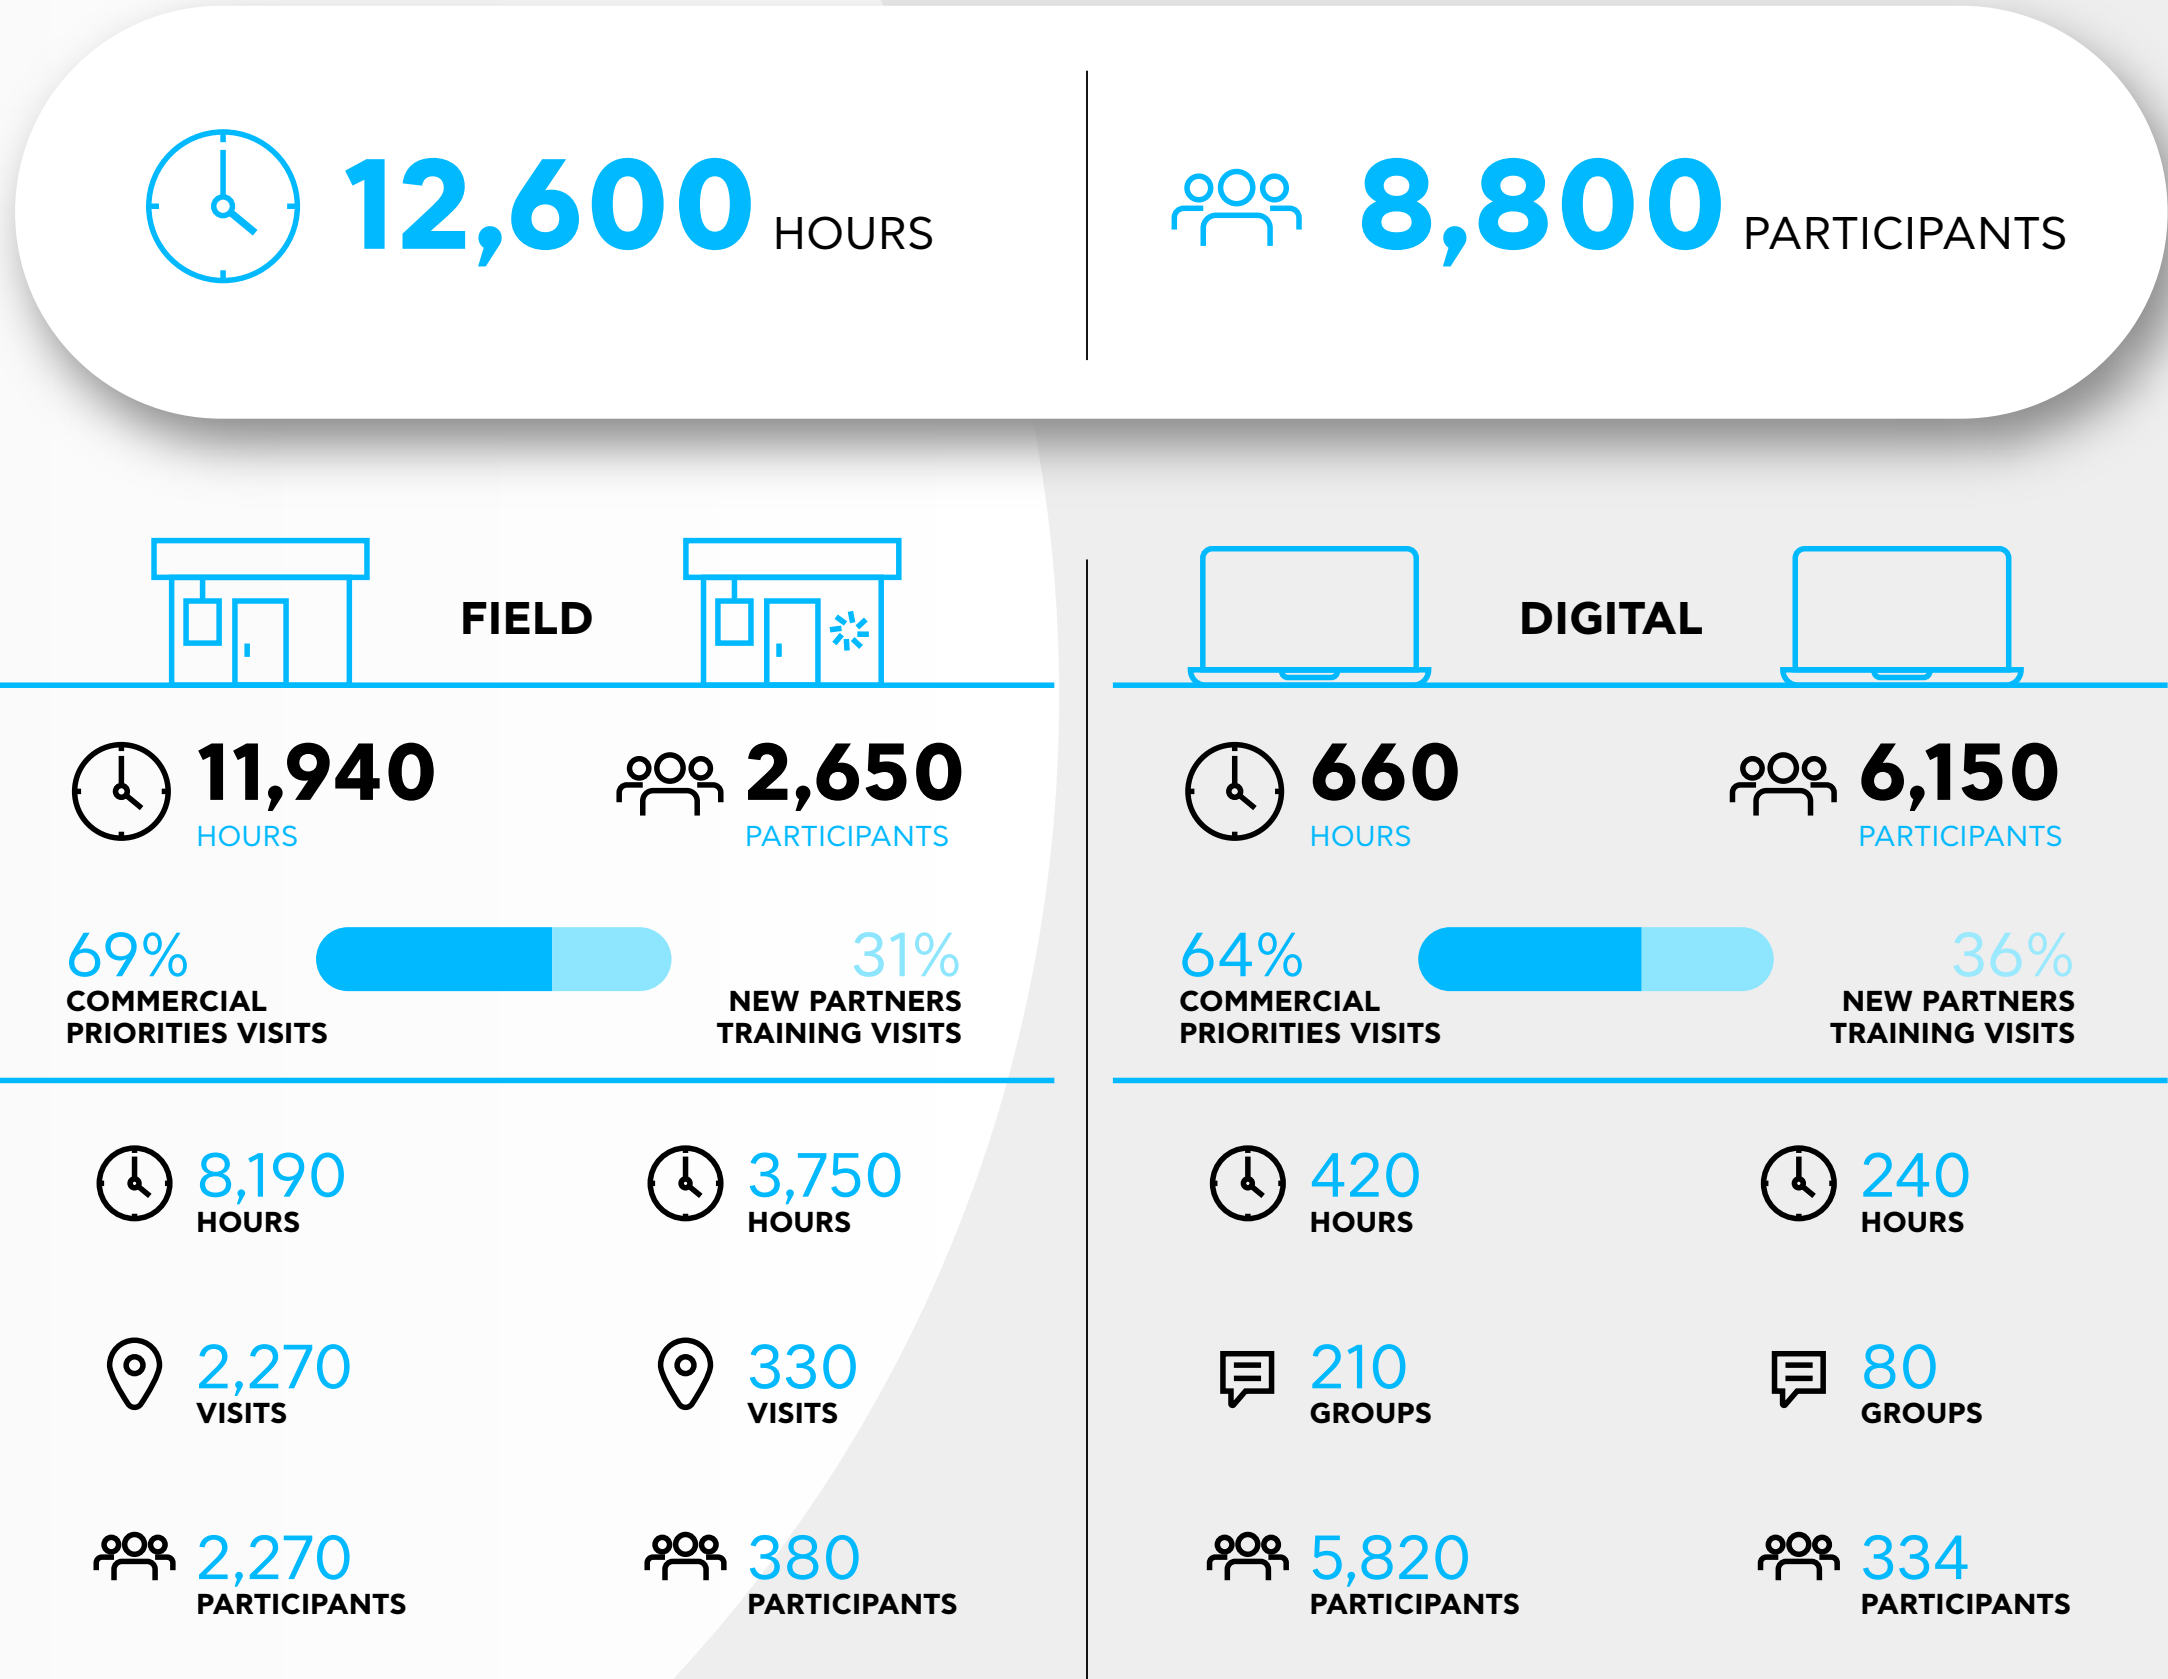 12,600 HOURS
8,800 PARTICIPANTS
FIELD
11,940
HOURS
2,650
PARTICIPANTS
69%
COMMERCIAL
PRIORITIES VISITS
31%
NEW PARTNERS
TRAINING VISITS
8,190
HOURS
3,750
HOURS
2,270
VISITS
330
VISITS
2,270
PARTICIPANTS
380
PARTICIPANTS
DIGITAL
660
HOURS
6,150
PARTICIPANTS
64%
COMMERCIAL
PRIORITIES VISITS
36%
NEW PARTNERS
TRAINING VISITS
420
HOURS
240
HOURS
210
GROUPS
80
GROUPS
5,820
PARTICIPANTS
334
PARTICIPANTS